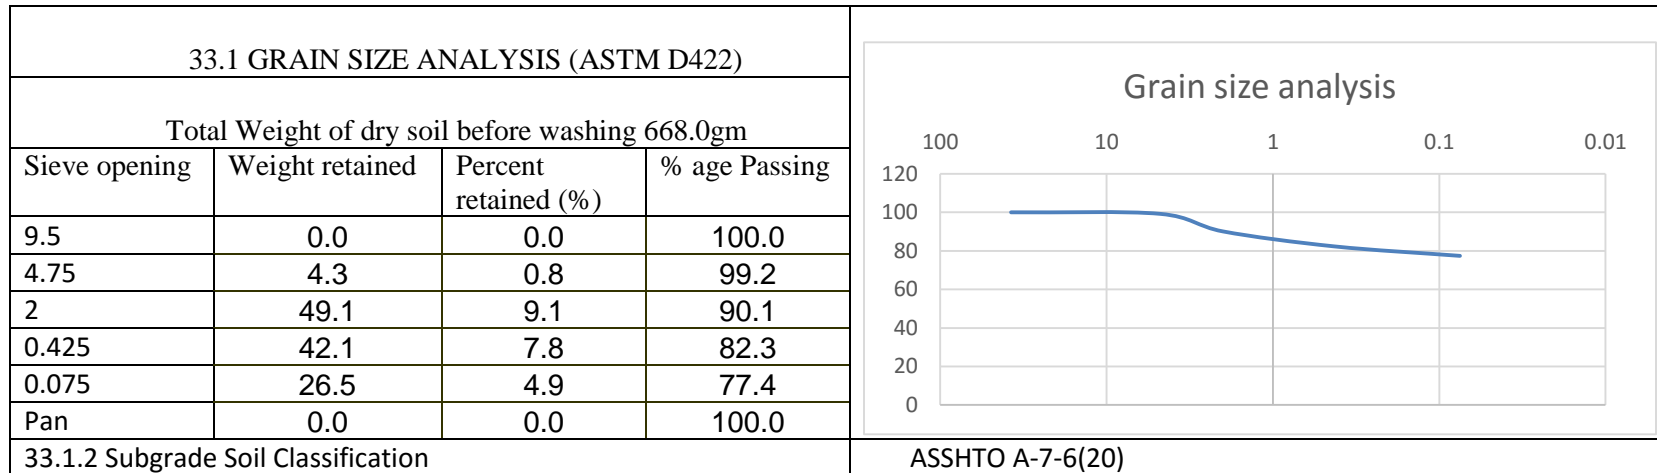 33.1 GRAIN SIZE ANALYSIS (ASTM D422)
Total Weight of dry soil before washing 668.0gm
Sieve opening Weight retained Percent retained (%) % age Passing
9.5 0.0 0.0 100.0
4.75 4.3 0.8 99.2
2 49.1 9.1 90.1
0.425 42.1 7.8 82.3
0.075 26.5 4.9 77.4
Pan 0.0 0.0 100.0
33.1.2 Subgrade Soil Classification
Grain size analysis
100 10 1 0.1 0.01
120
100
80
60
40
20
0
ASSHTO A-7-6(20)